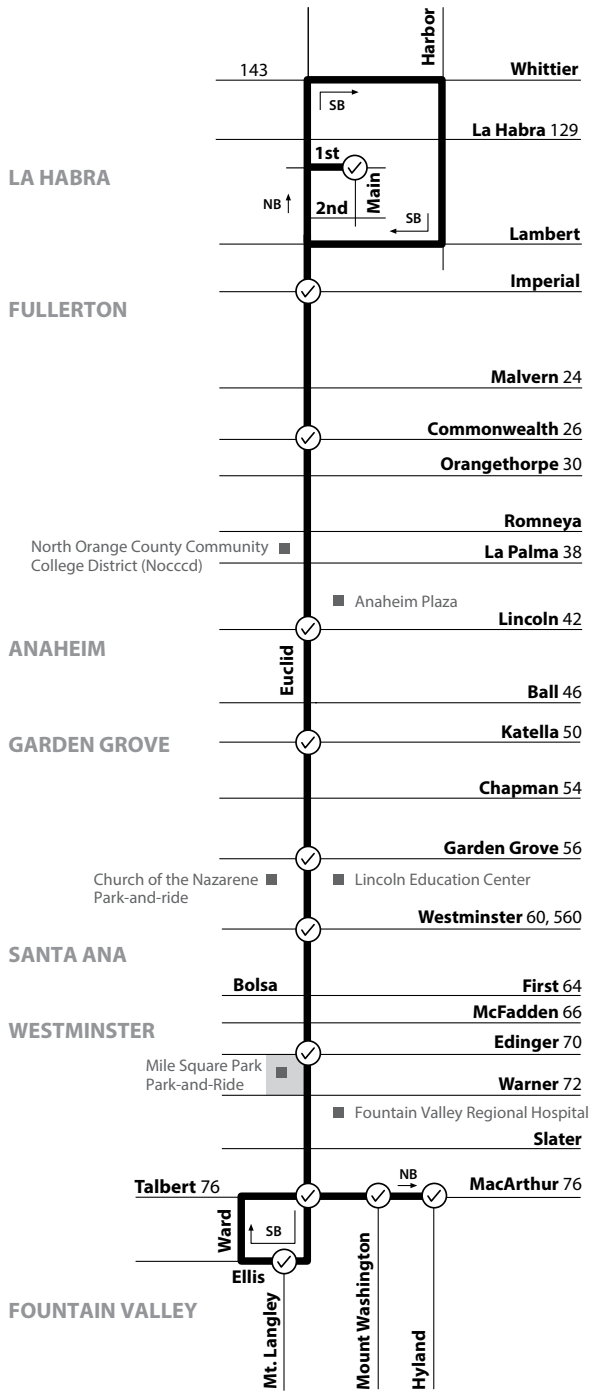 Harbor
143
Whittier
SB
La Habra 129
1st
Main
LA HABRA
NB
2nd
SB
Lambert
Imperial
FULLERTON
Malvern 24
Commonwealth 26
Orangethorpe 30
Romneya
North Orange County Community
College District (Nocccd)
La Palma 38
Anaheim Plaza
Lincoln 42
ANAHEIM
Euclid
Ball 46
Katella 50
GARDEN GROVE
Chapman 54
Garden Grove 56
Church of the Nazarene
Park-and-ride
Lincoln Education Center
Westminster 60, 560
SANTA ANA
Bolsa
First 64
McFadden 66
WESTMINSTER
Edinger 70
Mile Square Park
Park-and-Ride
Warner 72
Fountain Valley Regional Hospital
Slater
Talbert 76
NB
MacArthur 76
Ward
SB
Ellis
Mt. Langley
Mount Washington
Hyland
FOUNTAIN VALLEY